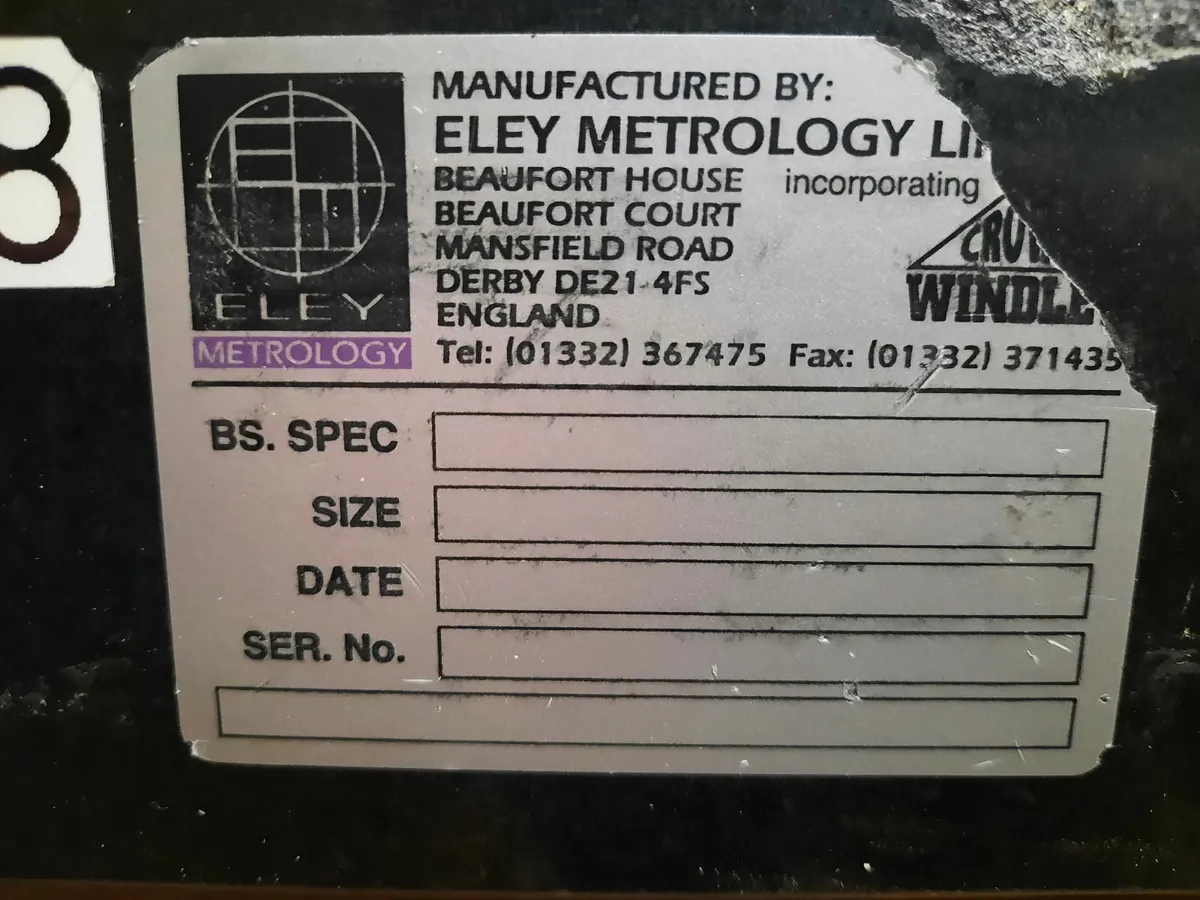 8
MANUFACTURED BY:
ELEY METROLOGY
BEAUFORT HOUSE incorporating
BEAUFORT COURT
MANSFIELD ROAD
DERBY DE21 4FS
ENGLAND
WINDLE
Tel: (01332) 367475 Fax: (01332) 371435
ELEY
METROLOGY
BS. SPEC
SIZE
DATE
SER. No.